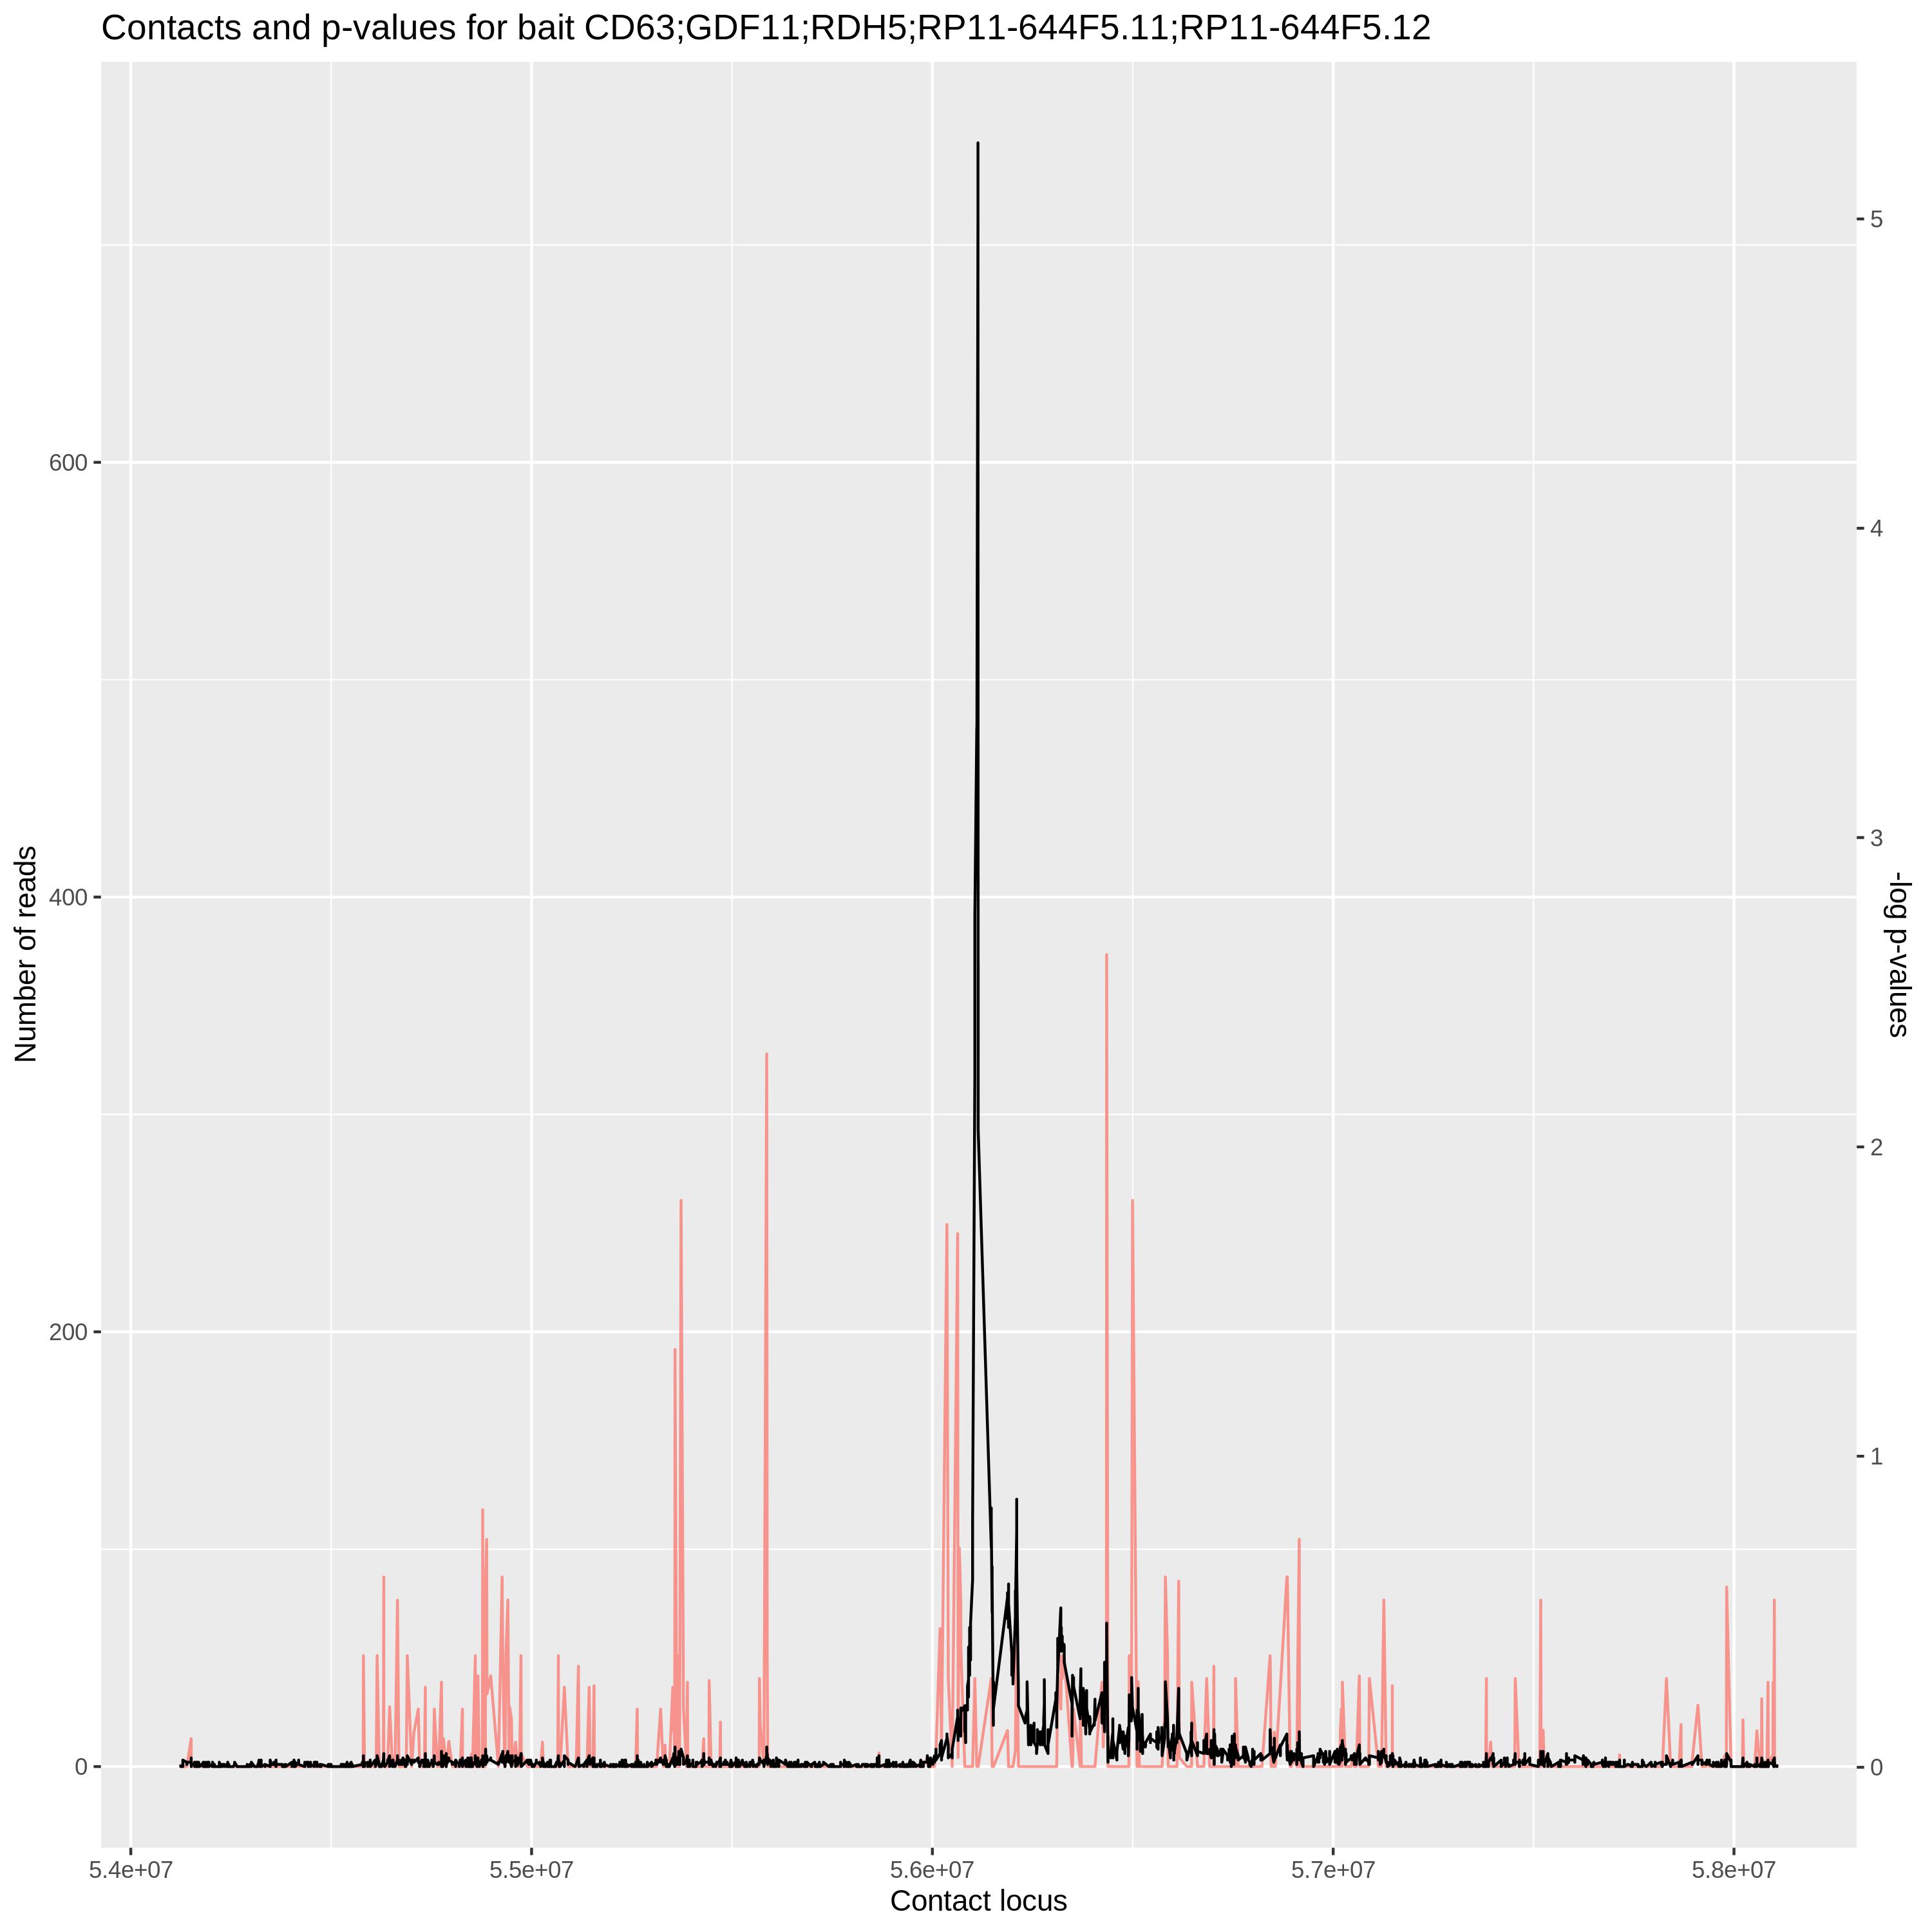 Contacts and p-values for bait CD63;GDF11;RDH5;RP11-644F5.11;RP11-644F5.12
Number of reads
600
400
200
0
5
4
3
2
1
0
-log p-values
5.4e+07
5.5e+07
5.6e+07
5.7e+07
5.8e+07
Contact locus